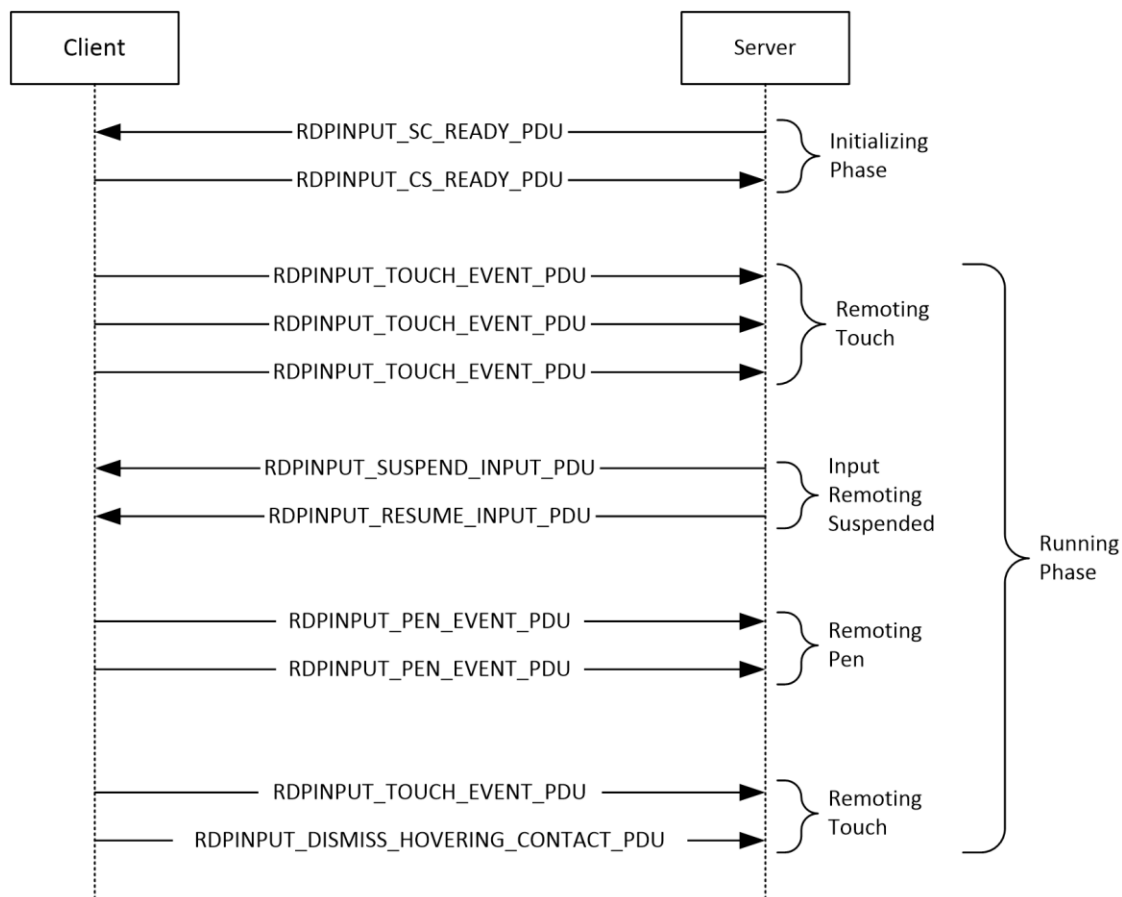 Client
Server
RDPINPUT_SC_READY_PDU
RDPINPUT_CS_READY_PDU
Initializing
Phase
RDPINPUT_TOUCH_EVENT_PDU
RDPINPUT_TOUCH_EVENT_PDU
RDPINPUT_TOUCH_EVENT_PDU
Remoting
Touch
RDPINPUT_SUSPEND_INPUT_PDU
RDPINPUT_RESUME_INPUT_PDU
Input
Remoting
Suspended
Running
Phase
RDPINPUT_PEN_EVENT_PDU
RDPINPUT_PEN_EVENT_PDU
Remoting
Pen
RDPINPUT_TOUCH_EVENT_PDU
RDPINPUT_DISMISS_HOVERING_CONTACT_PDU
Remoting
Touch